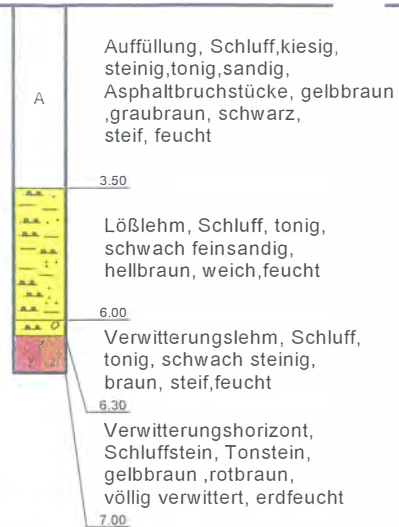 Auffüllung, Schluff,kiesig,
steinig,tonig,sandig,
Asphaltbruchstücke, gelbbraun
,graubraun, schwarz,
steif, feucht
A
3.50
Lößlehm, Schluff, tonig,
schwach feinsandig,
hellbraun, weich,feucht
6.00
Verwitterungslehm, Schluff,
tonig, schwach steinig,
braun, steif,feucht
6.30
Verwitterungshorizont,
Schluffstein, Tonstein,
gelbbraun ,rotbraun,
völlig verwittert, erdfeucht
7.00